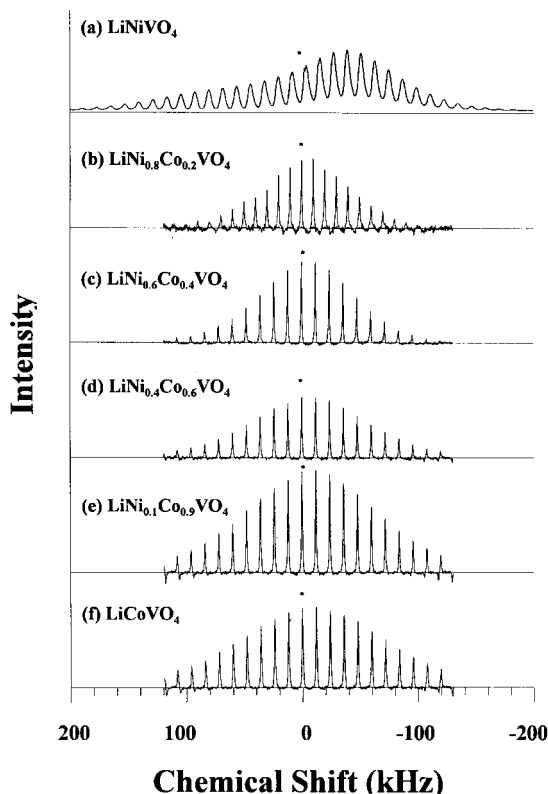 (a) LiNiVO₄
(b) LiNi₀.₈Co₀.₂VO₄
(c) LiNi₀.₆Co₀.₄VO₄
(d) LiNi₀.₄Co₀.₆VO₄
(e) LiNi₀.₁Co₀.₉VO₄
(f) LiCoVO₄
Intensity
200 100 0 -100 -200
Chemical Shift (kHz)